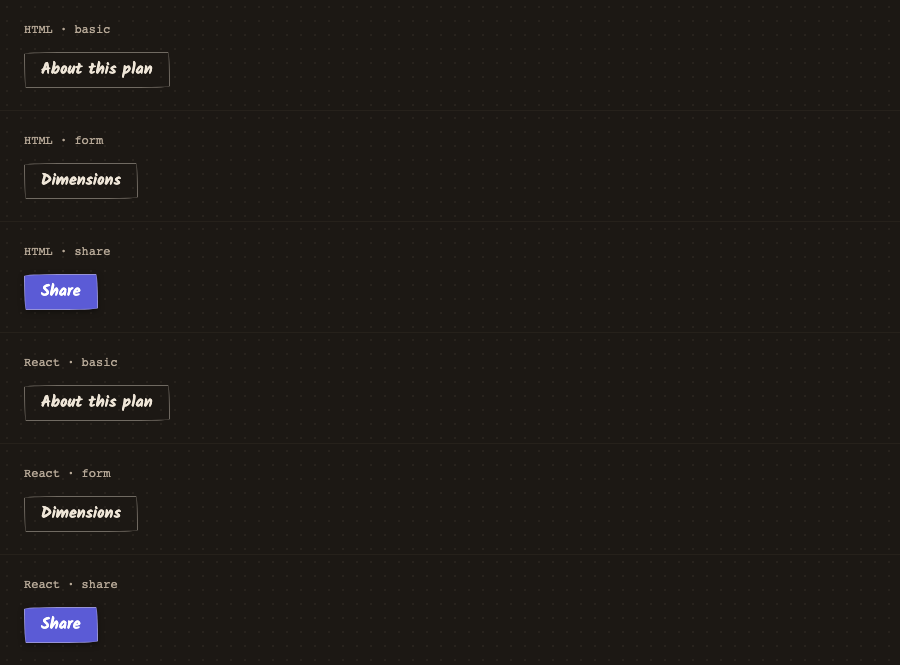 HTML · basic
About this plan
HTML · form
Dimensions
HTML · share
Share
React · basic
About this plan
React · form
Dimensions
React · share
Share